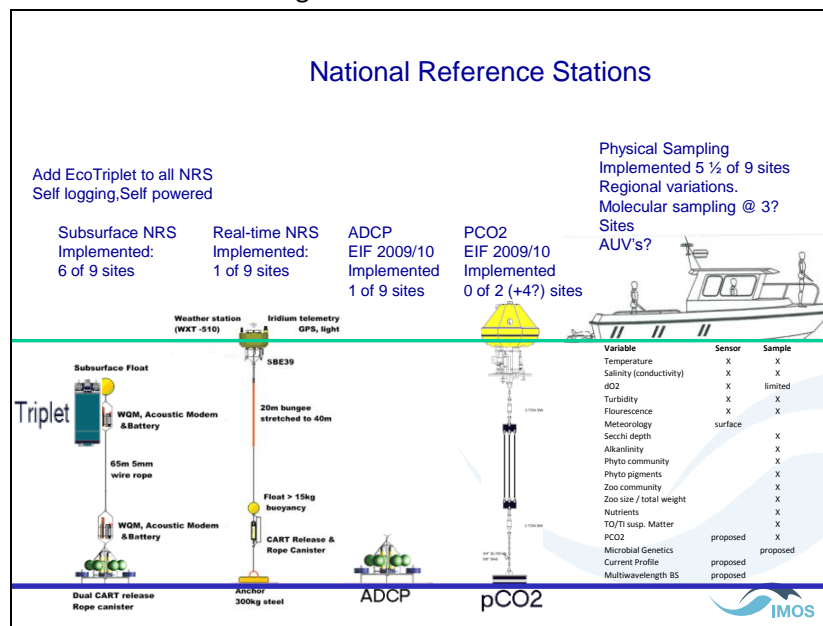 National Reference Stations
Add EcoTriplet to all NRS
Self logging,Self powered
Subsurface NRS
Implemented:
6 of 9 sites
Real-time NRS
Implemented:
1 of 9 sites
ADCP
EIF 2009/10
Implemented
1 of 9 sites
PCO2
EIF 2009/10
Implemented
0 of 2 (+4?) sites
Physical Sampling
Implemented 5 ½ of 9 sites
Regional variations.
Molecular sampling @ 3?
Sites
AUV's?
Triplet
Subsurface Float
WQM, Acoustic Modem
&Battery
65m 5mm
wire rope
WQM, Acoustic Modem
&Battery
Dual CART release
Rope canister
Weather station
(WXT -510)
Iridium telemetry
GPS, light
SBE39
20m bungee
stretched to 40m
Float > 15kg
buoyancy
CART Release &
Rope Canister
Anchor
300kg steel
ADCP
pCO2
Variable Sensor Sample
Temperature X X
Salinity (conductivity) X X
dO2 X limited
Turbidity X X
Flourescence X X
Meteorology surface
Secchi depth X
Alkanlinity X
Phyto community X
Phyto pigments X
Zoo community X
Zoo size / total weight X
Nutrients X
TO/TI susp. Matter X
PCO2 proposed X
Microbial Genetics proposed
Current Profile proposed
Multiwavelength BS proposed
IMOS